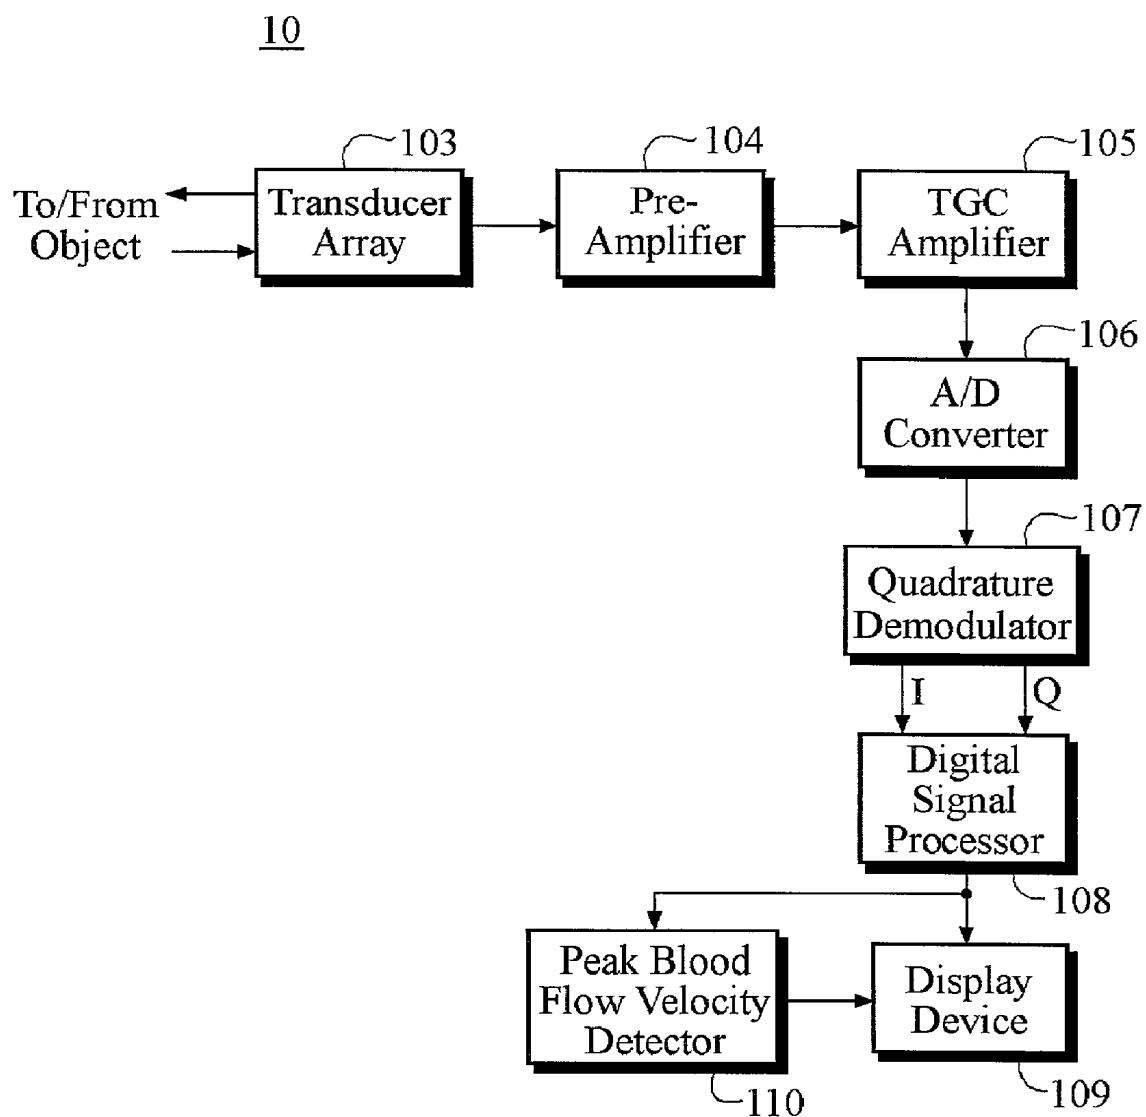 10
103
104
105
To/From
Object
Transducer
Array
Pre-
Amplifier
TGC
Amplifier
106
A/D
Converter
107
Quadrature
Demodulator
I
Q
Digital
Signal
Processor
108
Peak Blood
Flow Velocity
Detector
Display
Device
110
109